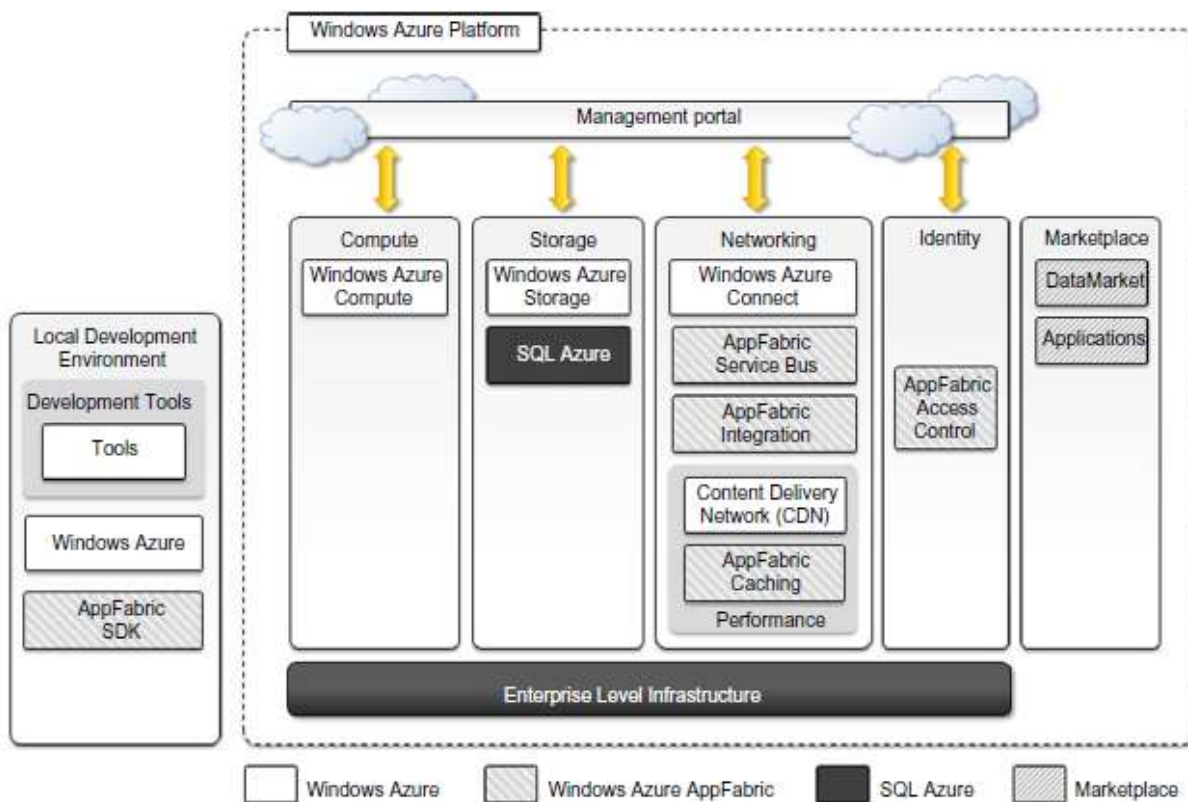 Windows Azure Platform
Management portal
Local Development
Environment
Development Tools
Tools
Windows Azure
AppFabric
SDK
Compute
Windows Azure
Compute
Storage
Windows Azure
Storage
SQL Azure
Networking
Windows Azure
Connect
AppFabric
Service Bus
AppFabric
Integration
Content Delivery
Network (CDN)
AppFabric
Caching
Performance
Identity
AppFabric
Access
Control
Marketplace
DataMarket
Applications
Enterprise Level Infrastructure
Windows Azure
Windows Azure AppFabric
SQL Azure
Marketplace